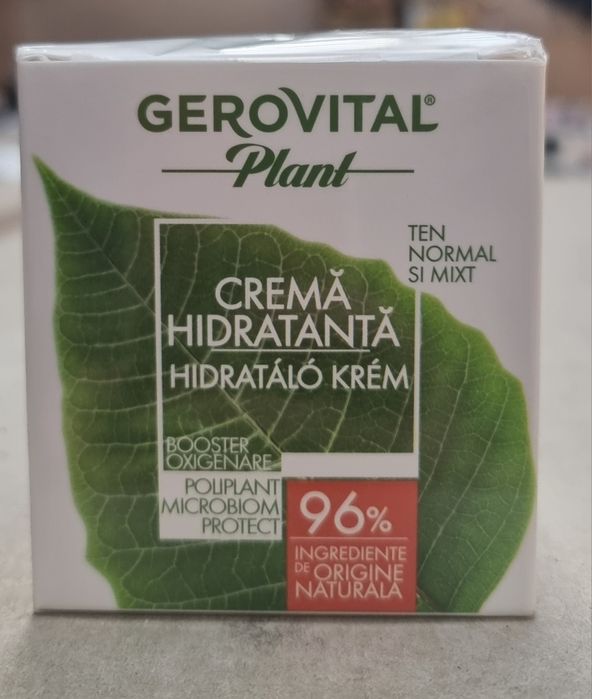 GEROVITAL®
Plant
TEN
NORMAL
SI MIXT
CREMĂ
HIDRATANTĂ
HIDRATÁLÓ KRÉM
BOOSTER
OXIGENARE
POLIPLANT
MICROBIOM
PROTECT
96%
INGREDIENTE
DE ORIGINE
NATURALA